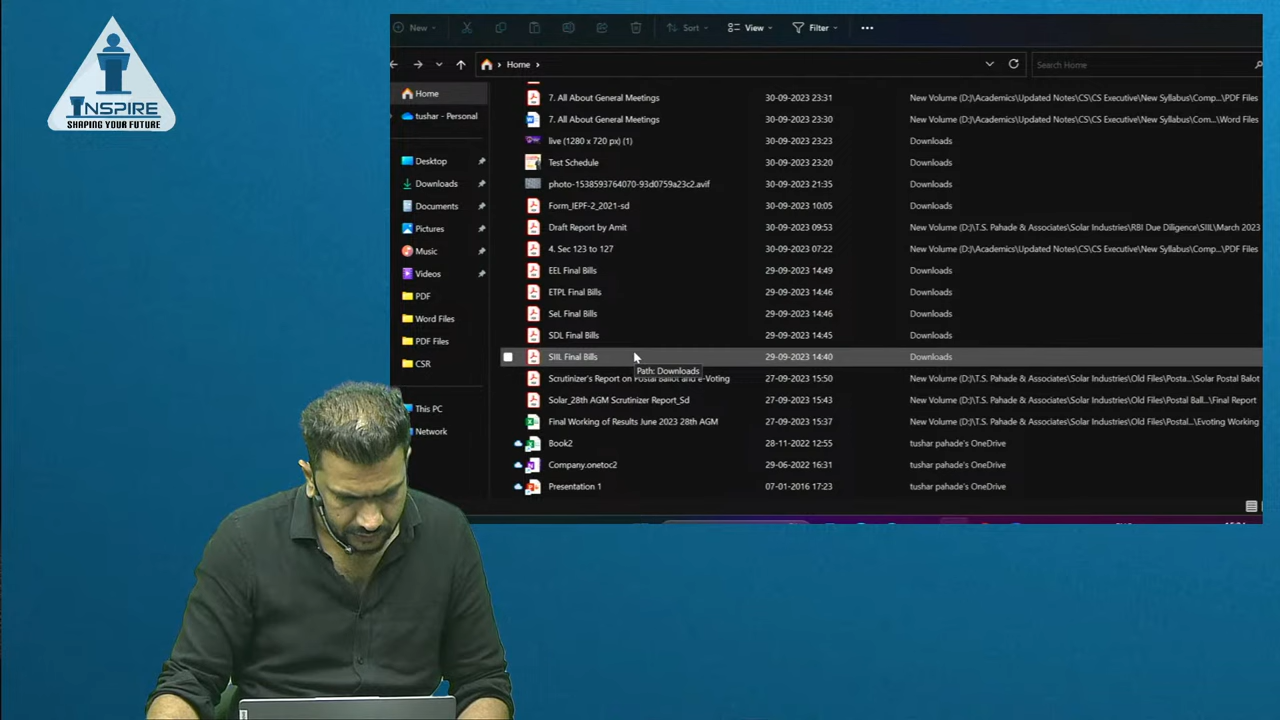 INSPIRE
SHAPING YOUR FUTURE
New
Sort
View
Filter
Home
Search Home
Home
tushar - Personal
Desktop
Downloads
Documents
Pictures
Music
Videos
PDF
Word Files
PDF Files
CSR
This PC
Network
7. All About General Meetings 30-09-2023 23:31 New Volume (D:)\Academics\Updated Notes\CS\CS Executive\New Syllabus\Comp...\PDF Files
7. All About General Meetings 30-09-2023 23:30 New Volume (D:)\Academics\Updated Notes\CS\CS Executive\New Syllabus\Com...\Word Files
live (1280 x 720 px) (1) 30-09-2023 23:23 Downloads
Test Schedule 30-09-2023 23:20 Downloads
photo-1538593764070-93d0759a23c2.avif 30-09-2023 21:35 Downloads
Form_IEPF-2_2021-sd 30-09-2023 10:05 Downloads
Draft Report by Amit 30-09-2023 09:53 New Volume (D:)\T.S. Pahade & Associates\Solar Industries\RBI Due Diligence\SIIL\March 2023
4. Sec 123 to 127 30-09-2023 07:22 New Volume (D:)\Academics\Updated Notes\CS\CS Executive\New Syllabus\Comp...\PDF Files
EEL Final Bills 29-09-2023 14:49 Downloads
ETPL Final Bills 29-09-2023 14:46 Downloads
SeL Final Bills 29-09-2023 14:46 Downloads
SDL Final Bills 29-09-2023 14:45 Downloads
SIIL Final Bills 29-09-2023 14:40 Downloads
Path: Downloads
Scrutinizer's Report on Postal Ballot and e-Voting 27-09-2023 15:50 New Volume (D:)\T.S. Pahade & Associates\Solar Industries\Old Files\Posta...\Solar Postal Balot
Solar_28th AGM Scrutinizer Report_Sd 27-09-2023 15:43 New Volume (D:)\T.S. Pahade & Associates\Solar Industries\Old Files\Postal Ball...\Final Report
Final Working of Results June 2023 28th AGM 27-09-2023 15:37 New Volume (D:)\T.S. Pahade & Associates\Solar Industries\Old Files\Postal...\Evoting Working
Book2 28-11-2022 12:55 tushar pahade's OneDrive
Company.onetoc2 29-06-2022 16:31 tushar pahade's OneDrive
Presentation 1 07-01-2016 17:23 tushar pahade's OneDrive